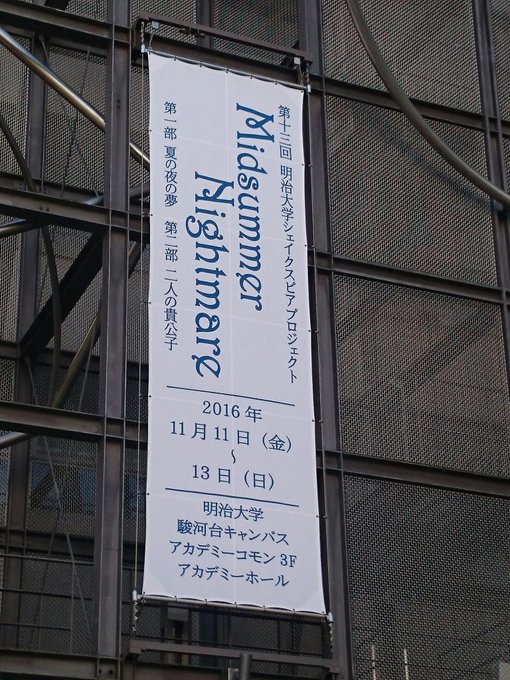 第十三回 明治大学シェイクスピアプロジェクト
Midsummer
Nightmare
第一部 夏の夜の夢 第二部 二人の貴公子
2016年
11月11日（金）
～
13日（日）
明治大学
駿河台キャンパス
アカデミーコモン3F
アカデミーホール